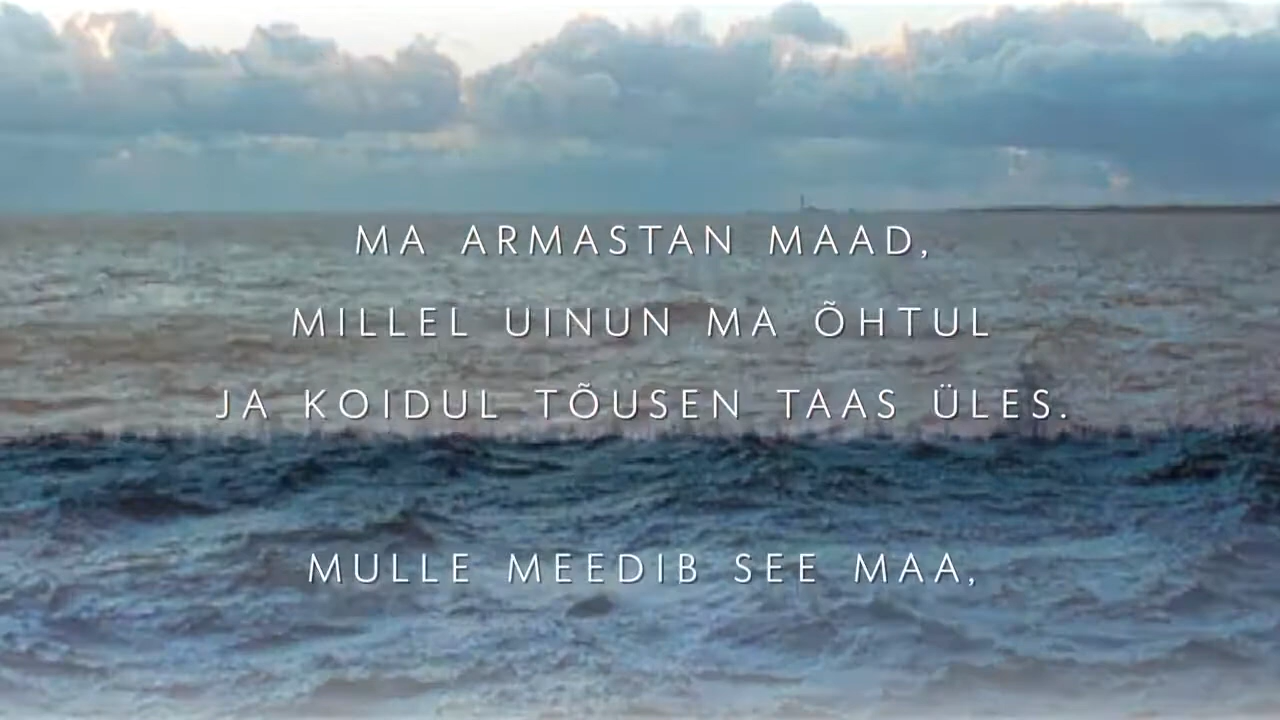 MA ARMASTAN MAAD,
MILLEL UINUN MA ÕHTUL
JA KOIDUL TÕUSEN TAAS ÜLES.
MULLE MEEDIB SEE MAA,